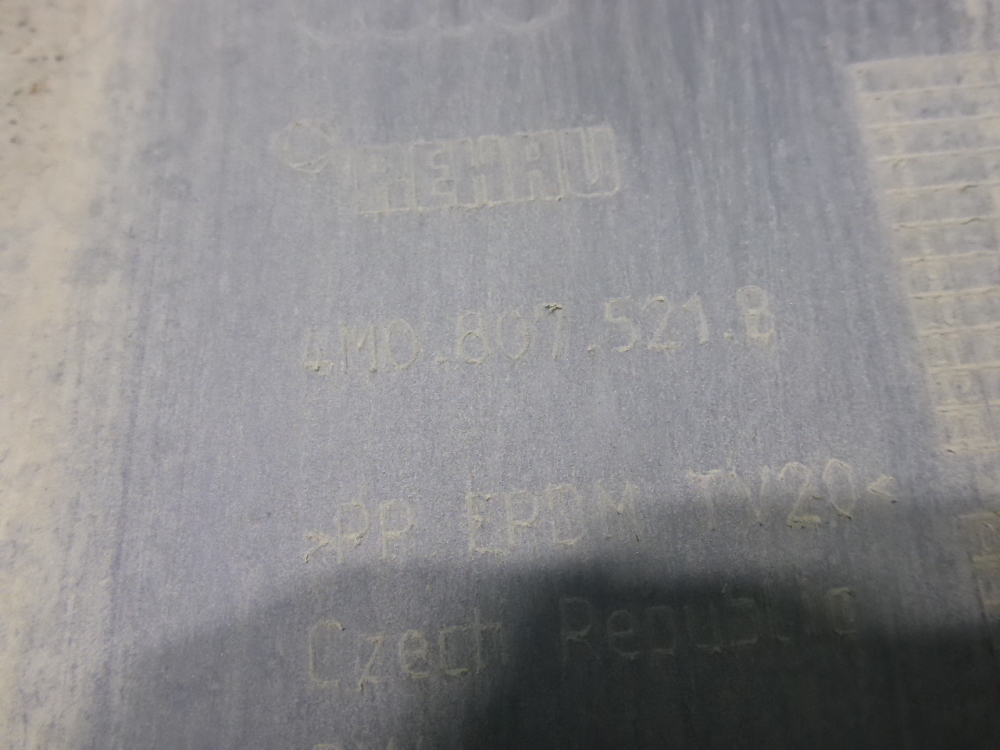 REHAU
4M0.807.521.B
>PP EPDM TV20<
Czech Republic